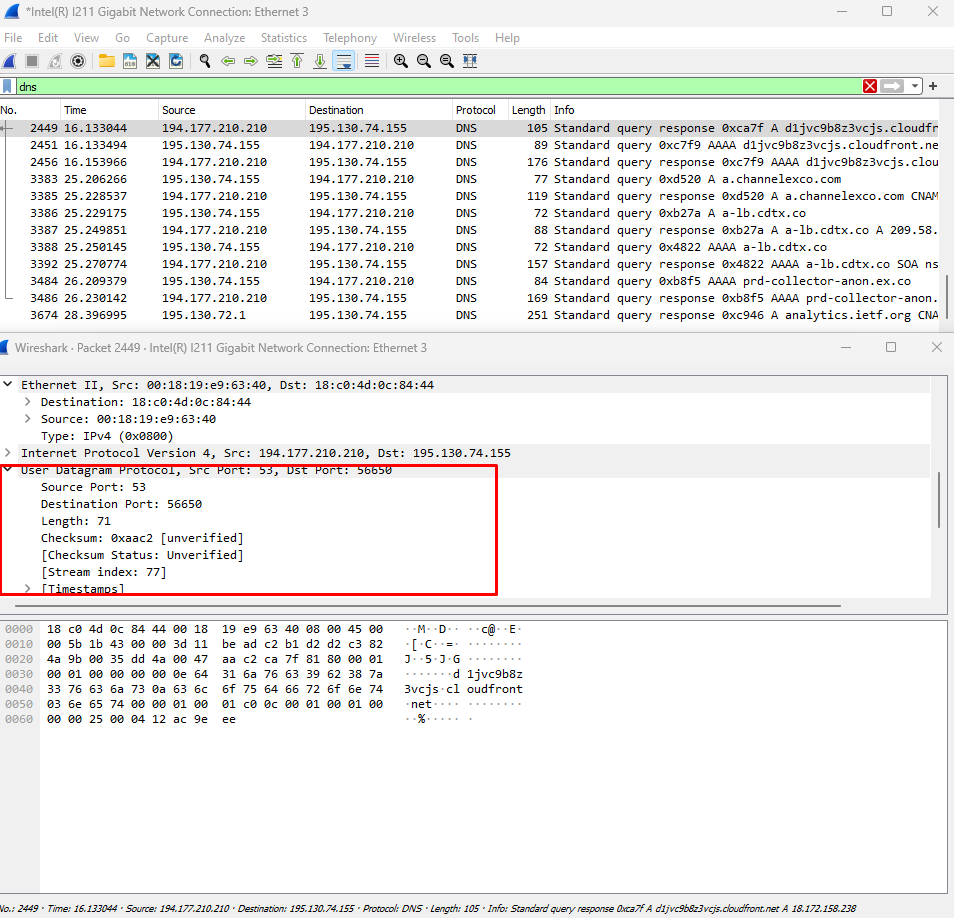 *Intel(R) I211 Gigabit Network Connection: Ethernet 3
File Edit View Go Capture Analyze Statistics Telephony Wireless Tools Help
dns
No. Time Source Destination Protocol Length Info
2449 16.133044 194.177.210.210 195.130.74.155 DNS 105 Standard query response 0xca7f A d1jvc9b8z3vcjs.cloudfr
2451 16.133494 195.130.74.155 194.177.210.210 DNS 89 Standard query 0xc7f9 AAAA d1jvc9b8z3vcjs.cloudfront.ne
2456 16.153966 194.177.210.210 195.130.74.155 DNS 176 Standard query response 0xc7f9 AAAA d1jvc9b8z3vcjs.clou
3383 25.206266 195.130.74.155 194.177.210.210 DNS 77 Standard query 0xd520 A a.channelexco.com
3385 25.228537 194.177.210.210 195.130.74.155 DNS 119 Standard query response 0xd520 A a.channelexco.com CNAM
3386 25.229175 195.130.74.155 194.177.210.210 DNS 72 Standard query 0xb27a A a-lb.cdtx.co
3387 25.249851 194.177.210.210 195.130.74.155 DNS 88 Standard query response 0xb27a A a-lb.cdtx.co A 209.58.
3388 25.250145 195.130.74.155 194.177.210.210 DNS 72 Standard query 0x4822 AAAA a-lb.cdtx.co
3392 25.270774 194.177.210.210 195.130.74.155 DNS 157 Standard query response 0x4822 AAAA a-lb.cdtx.co SOA ns
3484 26.209379 195.130.74.155 194.177.210.210 DNS 84 Standard query 0xb8f5 AAAA prd-collector-anon.ex.co
3486 26.230142 194.177.210.210 195.130.74.155 DNS 169 Standard query response 0xb8f5 AAAA prd-collector-anon.
3674 28.396995 195.130.72.1 195.130.74.155 DNS 251 Standard query response 0xc946 A analytics.ietf.org CNA
Wireshark · Packet 2449 · Intel(R) I211 Gigabit Network Connection: Ethernet 3
Ethernet II, Src: 00:18:19:e9:63:40, Dst: 18:c0:4d:0c:84:44
Destination: 18:c0:4d:0c:84:44
Source: 00:18:19:e9:63:40
Type: IPv4 (0x0800)
Internet Protocol Version 4, Src: 194.177.210.210, Dst: 195.130.74.155
User Datagram Protocol, Src Port: 53, Dst Port: 56650
Source Port: 53
Destination Port: 56650
Length: 71
Checksum: 0xaac2 [unverified]
[Checksum Status: Unverified]
[Stream index: 77]
[Timestamps]
0000 18 c0 4d 0c 84 44 00 18 19 e9 63 40 08 00 45 00 ··M··D·· ··c@··E·
0010 00 5b 1b 43 00 00 3d 11 be ad c2 b1 d2 d2 c3 82 ·[·C··=· ········
0020 4a 9b 00 35 dd 4a 00 47 aa c2 ca 7f 81 80 00 01 J··5·J·G ········
0030 00 01 00 00 00 00 0e 64 31 6a 76 63 39 62 38 7a ·······d 1jvc9b8z
0040 33 76 63 6a 73 0a 63 6c 6f 75 64 66 72 6f 6e 74 3vcjs·cl oudfront
0050 03 6e 65 74 00 00 01 00 01 c0 0c 00 01 00 01 00 ·net···· ········
0060 00 00 25 00 04 12 ac 9e ee ··%····· ·
No.: 2449 · Time: 16.133044 · Source: 194.177.210.210 · Destination: 195.130.74.155 · Protocol: DNS · Length: 105 · Info: Standard query response 0xca7f A d1jvc9b8z3vcjs.cloudfront.net A 18.172.158.238